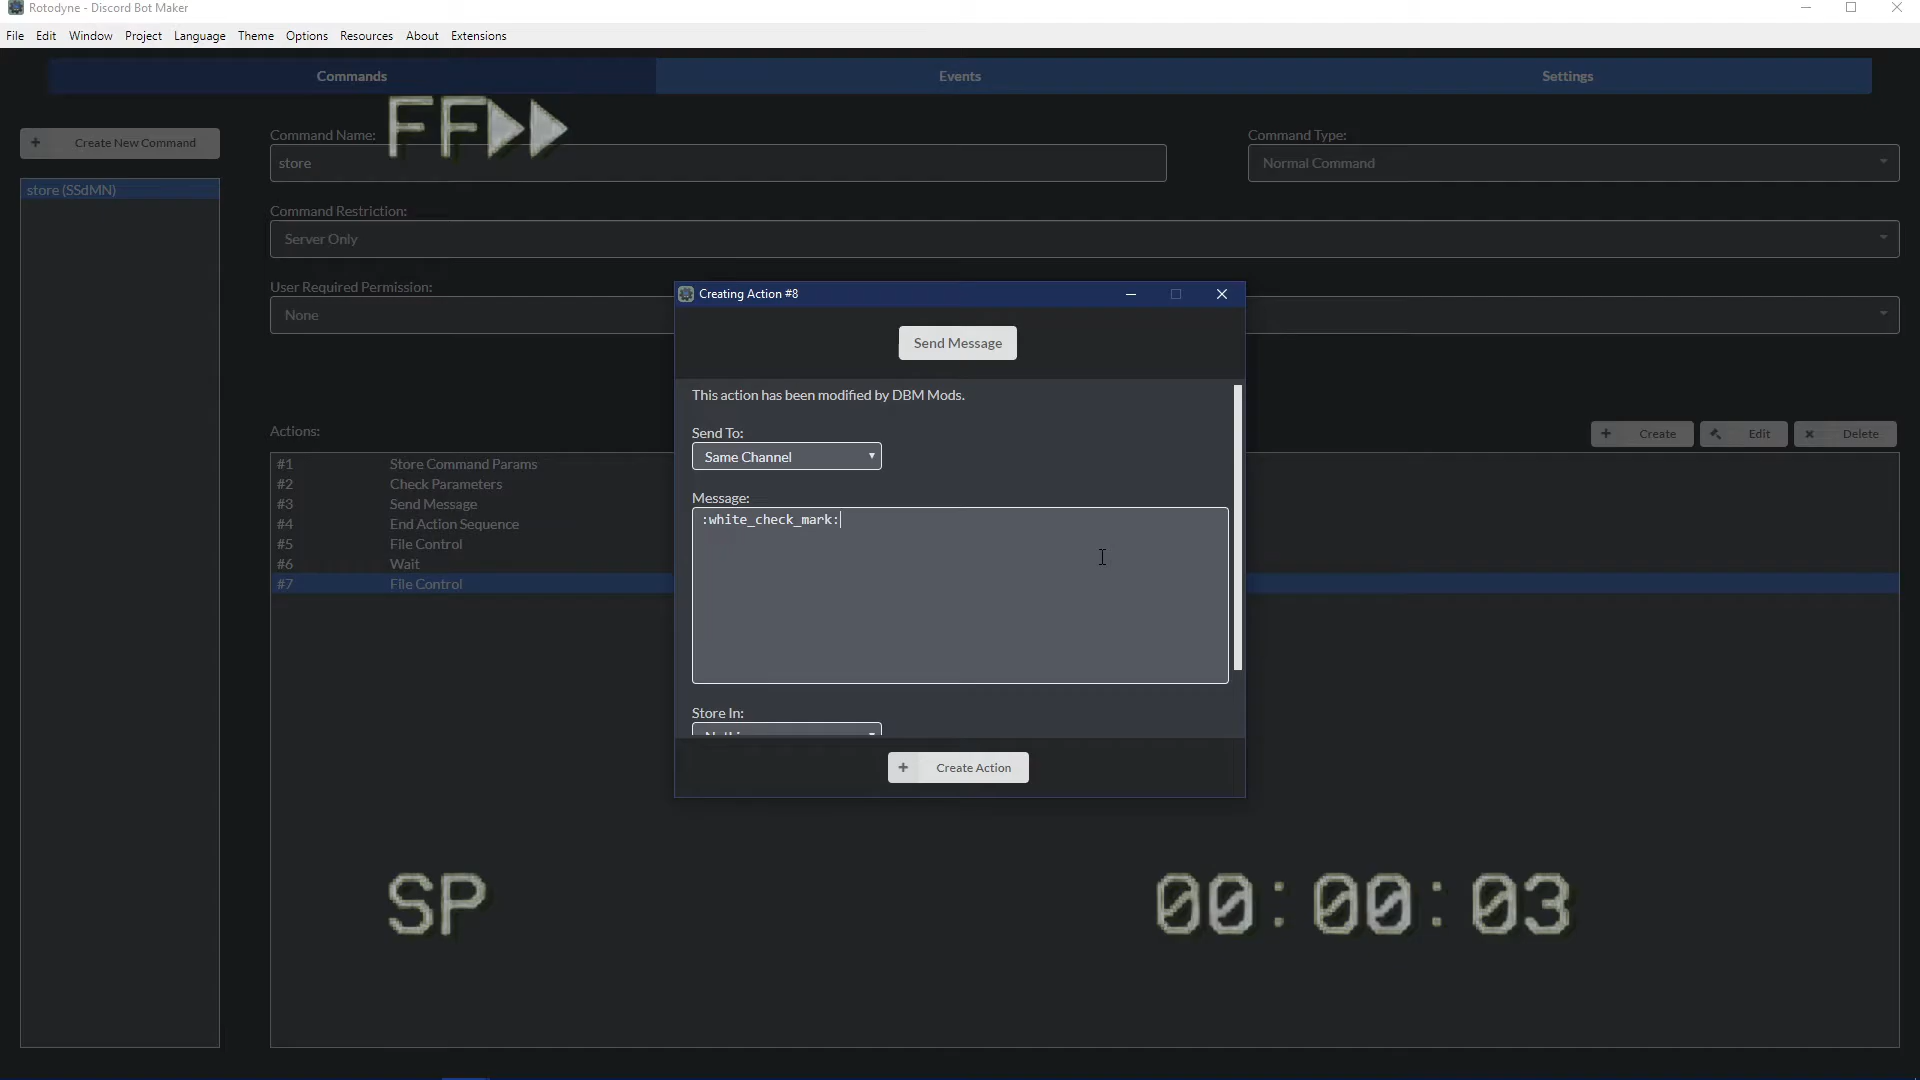 Rotodyne - Discord Bot Maker
File Edit Window Project Language Theme Options Resources About Extensions
Commands Events Settings
FF
Create New Command
store (SSdMN)
Command Name:
store
Command Type:
Normal Command
Command Restriction:
Server Only
User Required Permission:
None
Actions:
Create Edit Delete
#1 Store Command Params
#2 Check Parameters
#3 Send Message
#4 End Action Sequence
#5 File Control
#6 Wait
#7 File Control
Creating Action #8
Send Message
This action has been modified by DBM Mods.
Send To:
Same Channel
Message:
:white_check_mark:
Store In:
Create Action
SP 00:00:03